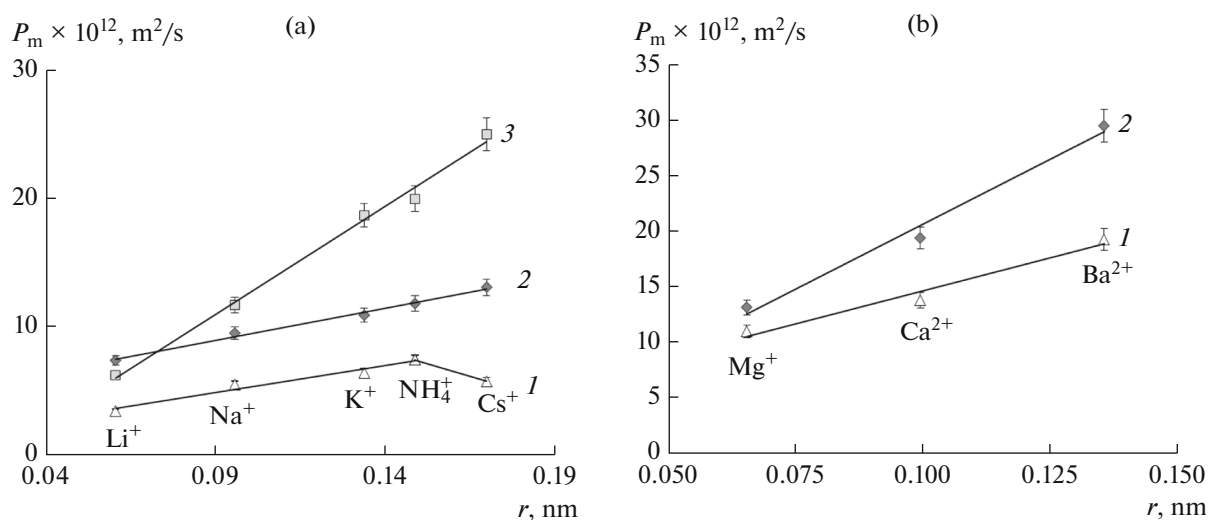 P_m × 10^12, m^2/s
(a)
30
20
10
0
3
2
1
Li^+
Na^+
K^+
NH_4^+
Cs^+
0.04
0.09
0.14
0.19
r, nm
P_m × 10^12, m^2/s
(b)
35
30
25
20
15
10
5
0
2
1
Ba^2+
Ca^2+
Mg^+
0.050
0.075
0.100
0.125
0.150
r, nm